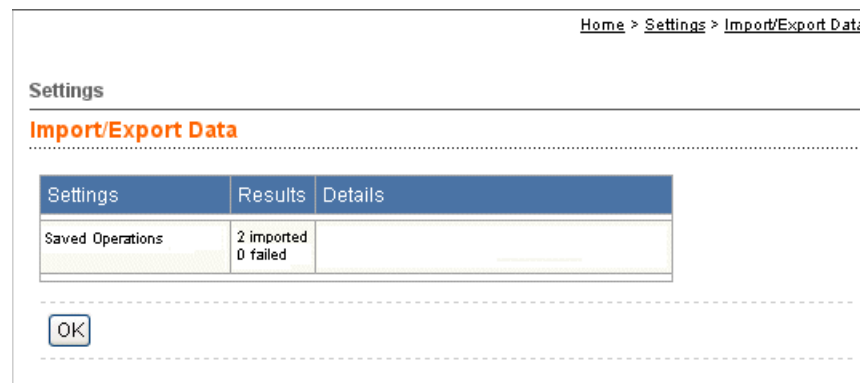 Home > Settings > Import/Export Data
Settings
Import/Export Data
Settings Results Details
Saved Operations 2 imported
0 failed
OK